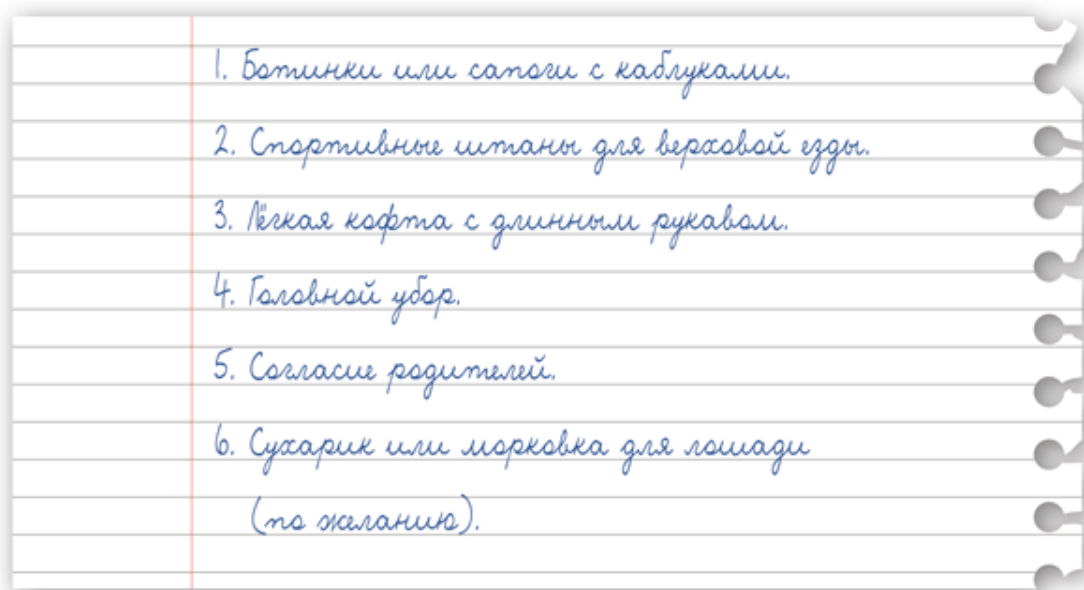 1. Ботинки или сапоги с каблуками.
2. Спортивные штаны для верховой езды.
3. Лёгкая кофта с длинным рукавом.
4. Головной убор.
5. Согласие родителей.
6. Сухарик или морковка для лошади
(по желанию).